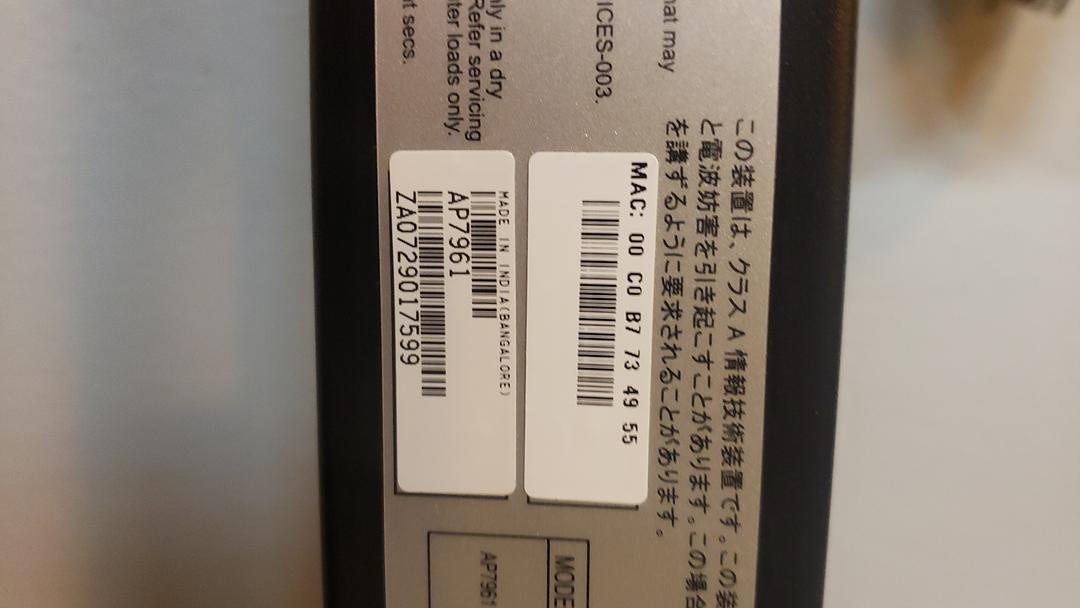 hat may
ICES-003.
nly in a dry
Refer servicing
ter loads only.
nt secs.
この装置は、クラス A 情報技術装置です。この装
と電波妨害を引き起こすことがあります。この場合
を講ずるように要求されることがあります。
MAC: 00 C0 B7 73 49 55
MADE IN INDIA(BANGALORE)
AP7961
ZA0729017599
MODE
AP7961